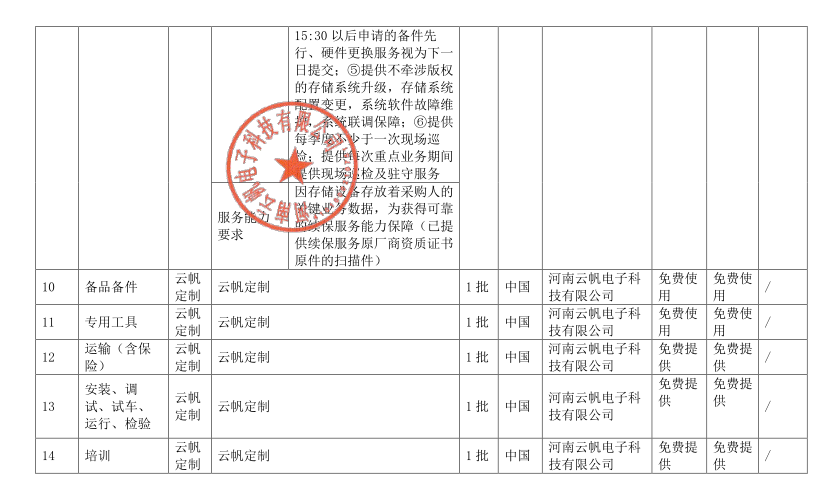 15:30 以后申请的备件先
行、硬件更换服务视为下一
日提交；⑤提供不牵涉版权
的存储系统升级，存储系统
配置变更，系统软件故障维
护，系统联调保障；⑥提供
每季度不少于一次现场巡
检；提供每次重点业务期间
提供现场巡检及驻守服务
服务能力
要求
因存储设备存放着采购人的
关键业务数据，为获得可靠
的续保服务能力保障（已提
供续保服务原厂商资质证书
原件的扫描件）
河南云帆电子科技有限公司
10 备品备件 云帆定制 云帆定制 1 批 中国 河南云帆电子科技有限公司 免费使用 免费使用 /
11 专用工具 云帆定制 云帆定制 1 批 中国 河南云帆电子科技有限公司 免费使用 免费使用 /
12 运输（含保险） 云帆定制 云帆定制 1 批 中国 河南云帆电子科技有限公司 免费提供 免费提供 /
13 安装、调试、试车、运行、检验 云帆定制 云帆定制 1 批 中国 河南云帆电子科技有限公司 免费提供 免费提供 /
14 培训 云帆定制 云帆定制 1 批 中国 河南云帆电子科技有限公司 免费提供 免费提供 /